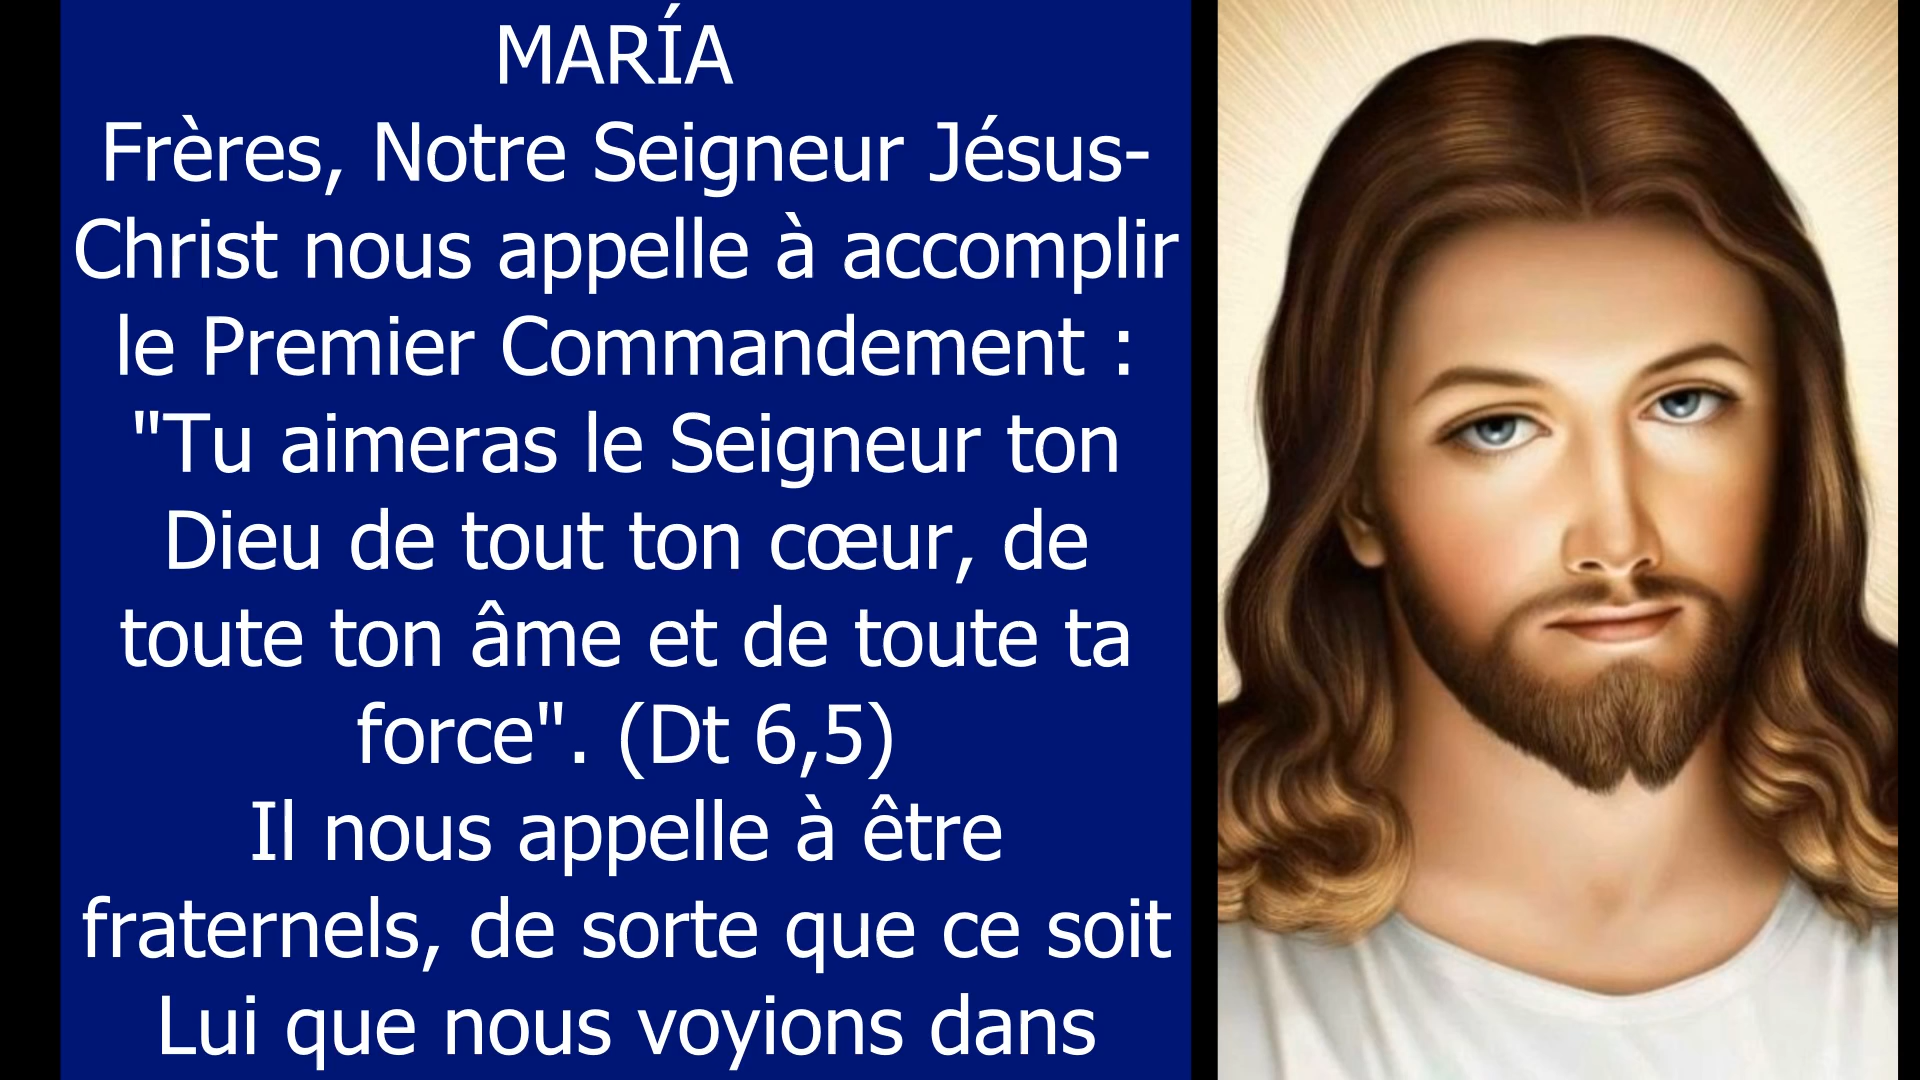 MARÍA
Frères, Notre Seigneur Jésus-
Christ nous appelle à accomplir
le Premier Commandement :
"Tu aimeras le Seigneur ton
Dieu de tout ton cœur, de
toute ton âme et de toute ta
force". (Dt 6,5)
Il nous appelle à être
fraternels, de sorte que ce soit
Lui que nous voyions dans